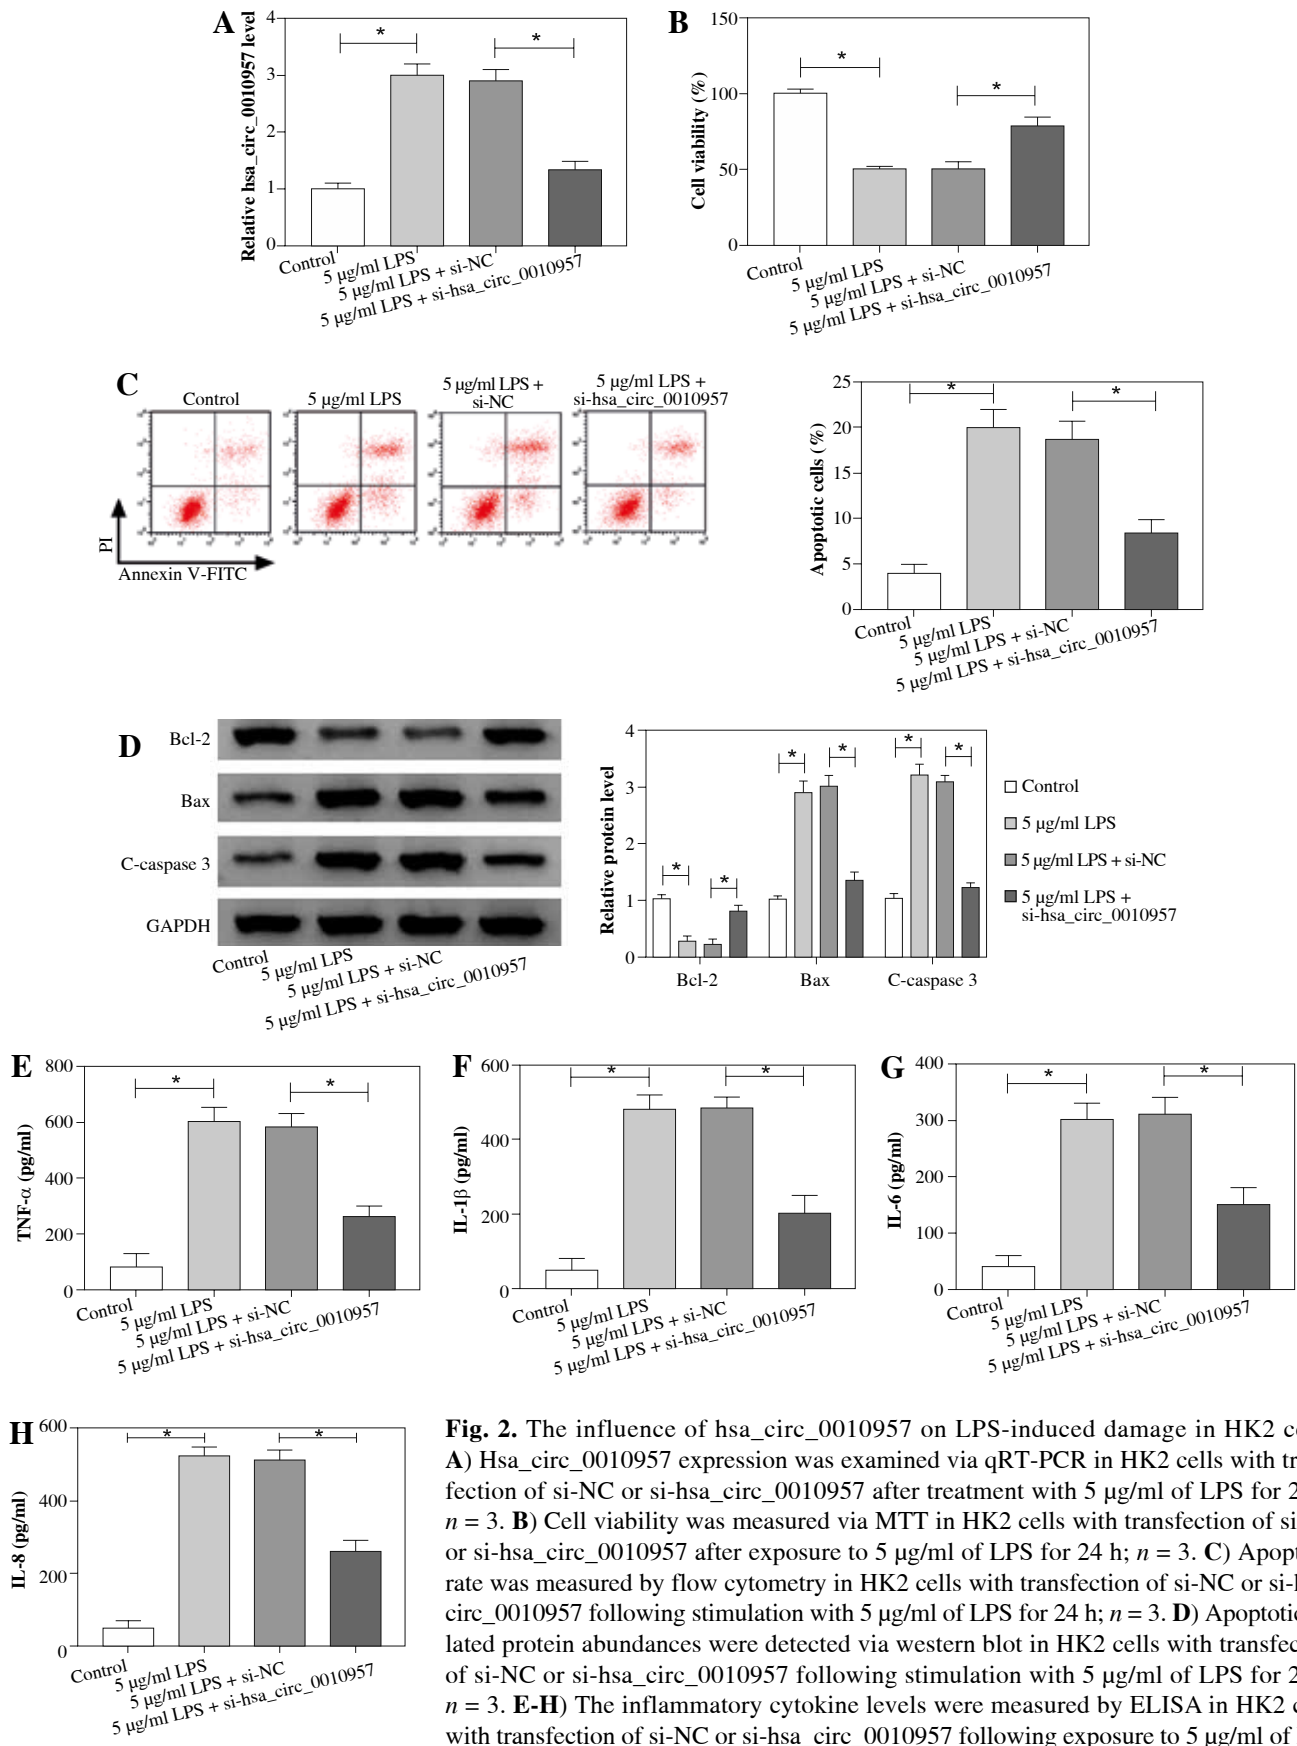 A
Relative hsa_circ_0010957 level
4
3
2
1
0
*
*
Control
5 µg/ml LPS
5 µg/ml LPS + si-NC
5 µg/ml LPS + si-hsa_circ_0010957
B
Cell viability (%)
150
100
50
0
*
*
Control
5 µg/ml LPS
5 µg/ml LPS + si-NC
5 µg/ml LPS + si-hsa_circ_0010957
C
Control
5 µg/ml LPS
5 µg/ml LPS +
si-NC
5 µg/ml LPS +
si-hsa_circ_0010957
PI
Annexin V-FITC
Apoptotic cells (%)
25
20
15
10
5
0
*
*
Control
5 µg/ml LPS
5 µg/ml LPS + si-NC
5 µg/ml LPS + si-hsa_circ_0010957
D
Bcl-2
Bax
C-caspase 3
GAPDH
Control
5 µg/ml LPS
5 µg/ml LPS + si-NC
5 µg/ml LPS + si-hsa_circ_0010957
Relative protein level
4
3
2
1
0
*
*
*
*
*
*
Bcl-2
Bax
C-caspase 3
Control
5 µg/ml LPS
5 µg/ml LPS + si-NC
5 µg/ml LPS +
si-hsa_circ_0010957
E
TNF-α (pg/ml)
800
600
400
200
0
*
*
Control
5 µg/ml LPS
5 µg/ml LPS + si-NC
5 µg/ml LPS + si-hsa_circ_0010957
F
IL-1β (pg/ml)
600
400
200
0
*
*
Control
5 µg/ml LPS
5 µg/ml LPS + si-NC
5 µg/ml LPS + si-hsa_circ_0010957
G
IL-6 (pg/ml)
400
300
200
100
0
*
*
Control
5 µg/ml LPS
5 µg/ml LPS + si-NC
5 µg/ml LPS + si-hsa_circ_0010957
H
IL-8 (pg/ml)
600
400
200
0
*
*
Control
5 µg/ml LPS
5 µg/ml LPS + si-NC
5 µg/ml LPS + si-hsa_circ_0010957
Fig. 2. The influence of hsa_circ_0010957 on LPS-induced damage in HK2 ce
A) Hsa_circ_0010957 expression was examined via qRT-PCR in HK2 cells with tr
fection of si-NC or si-hsa_circ_0010957 after treatment with 5 µg/ml of LPS for 2
n = 3. B) Cell viability was measured via MTT in HK2 cells with transfection of si
or si-hsa_circ_0010957 after exposure to 5 µg/ml of LPS for 24 h; n = 3. C) Apopt
rate was measured by flow cytometry in HK2 cells with transfection of si-NC or si-h
circ_0010957 following stimulation with 5 µg/ml of LPS for 24 h; n = 3. D) Apoptotic
lated protein abundances were detected via western blot in HK2 cells with transfec
of si-NC or si-hsa_circ_0010957 following stimulation with 5 µg/ml of LPS for 2
n = 3. E-H) The inflammatory cytokine levels were measured by ELISA in HK2 c
with transfection of si-NC or si-hsa_circ_0010957 following exposure to 5 µg/ml of